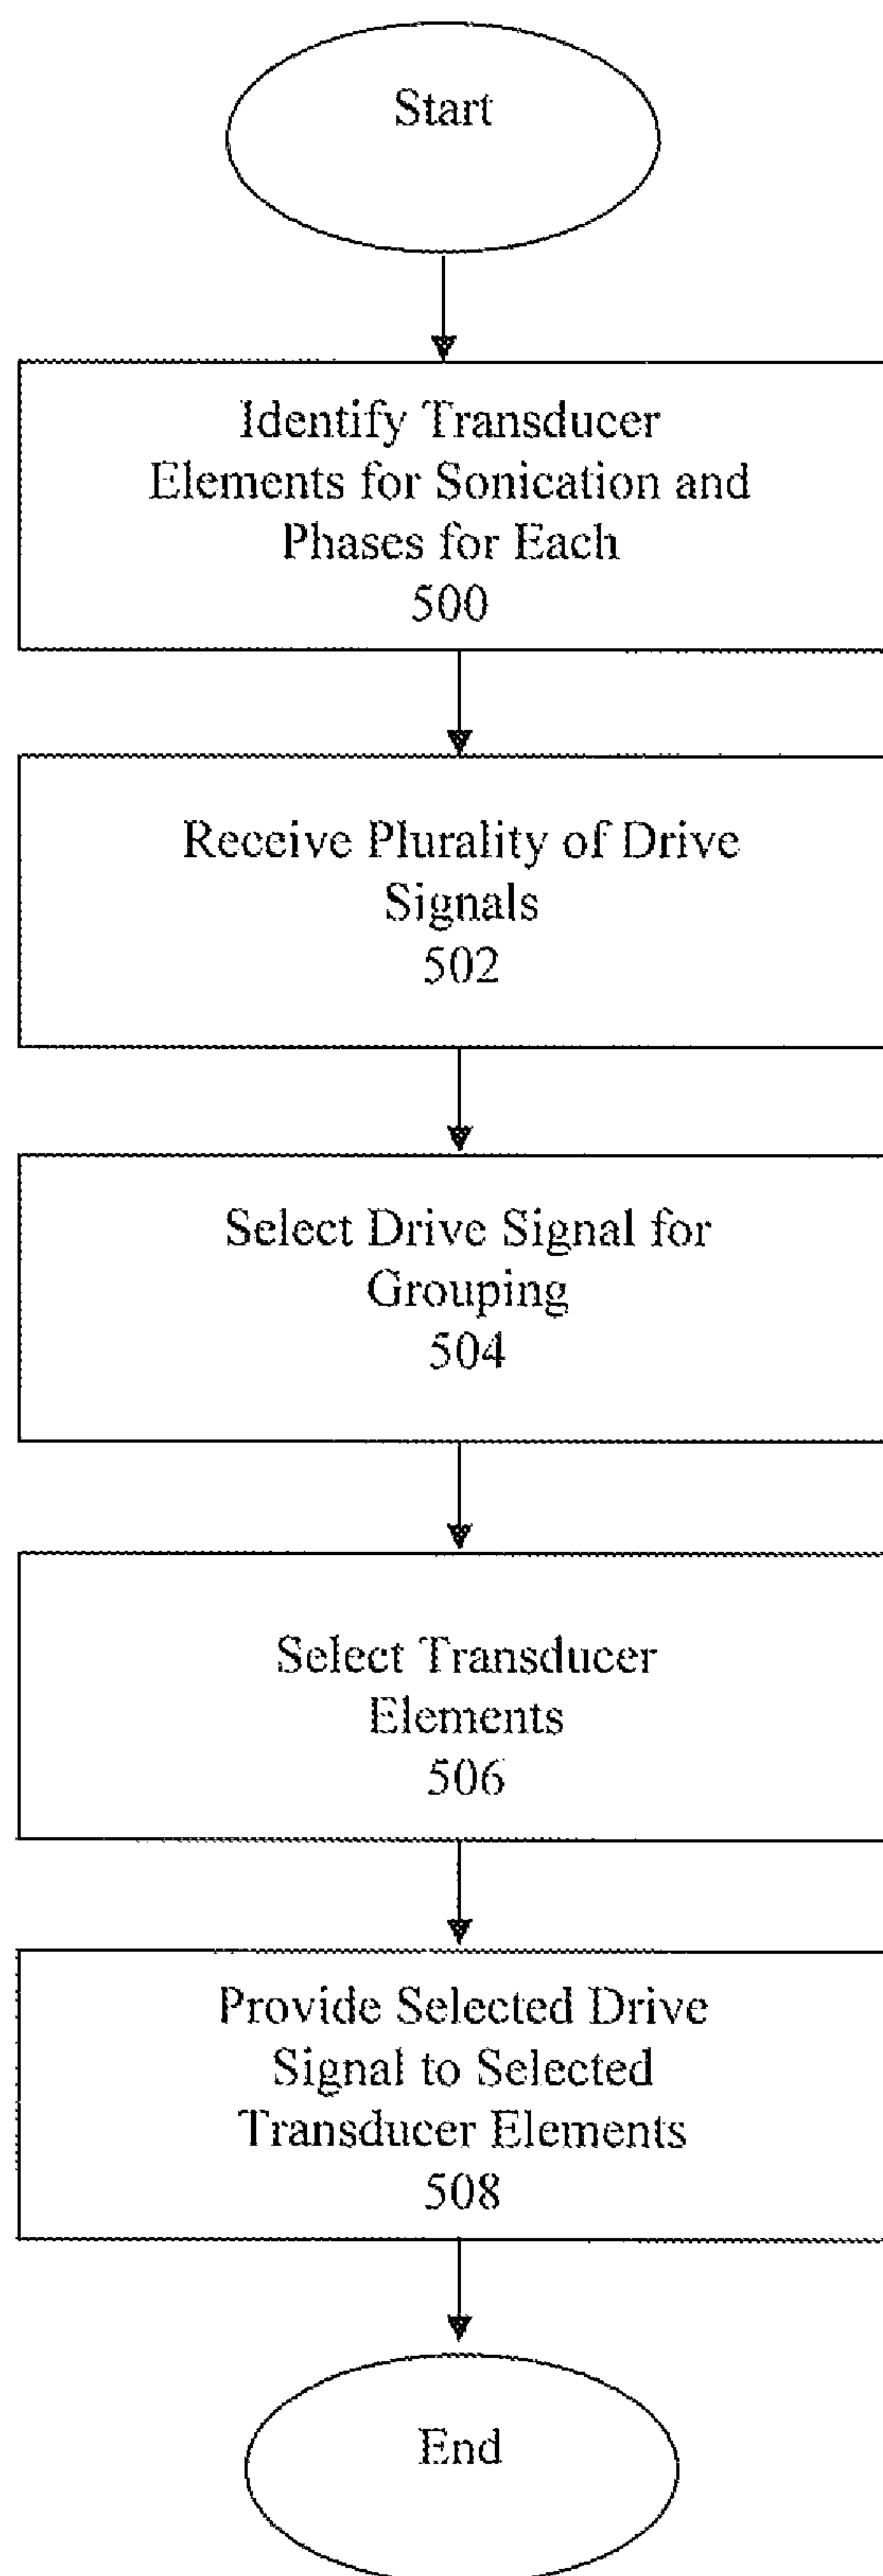 Start
Identify Transducer
Elements for Sonication and
Phases for Each
500
Receive Plurality of Drive
Signals
502
Select Drive Signal for
Grouping
504
Select Transducer
Elements
506
Provide Selected Drive
Signal to Selected
Transducer Elements
508
End